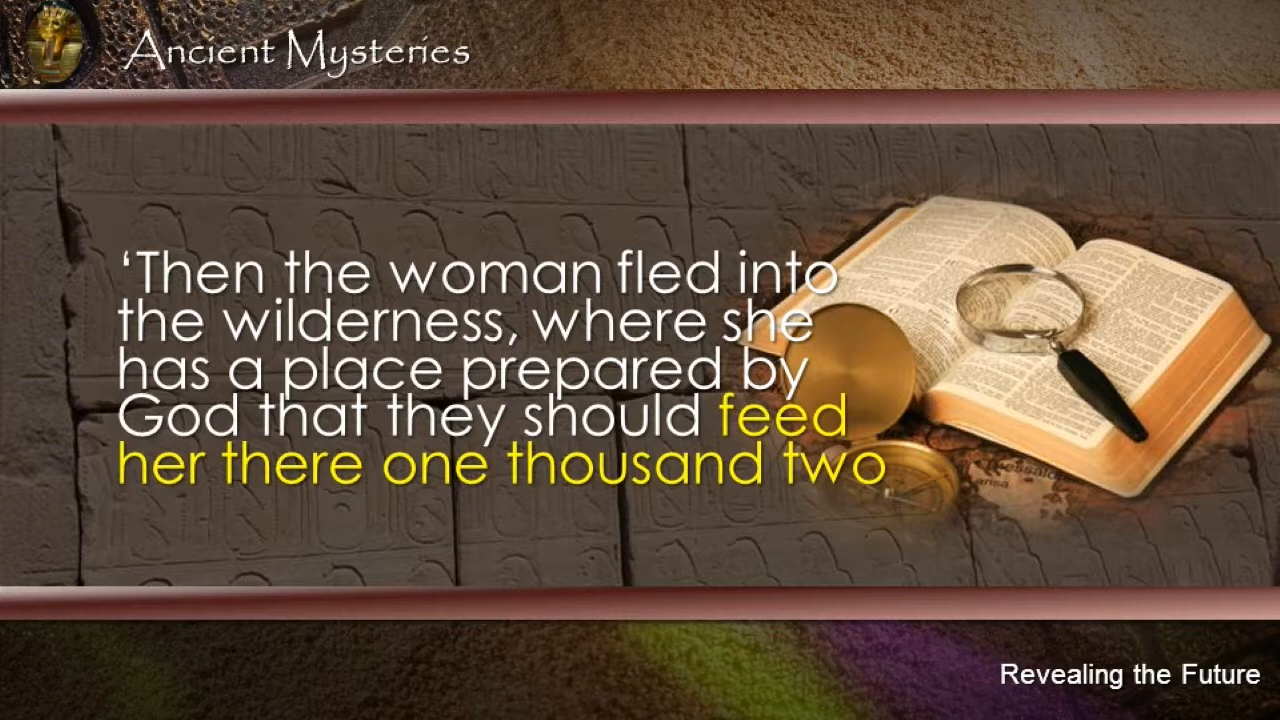 Ancient Mysteries
‘Then the woman fled into
the wilderness, where she
has a place prepared by
God that they should feed
her there one thousand two
Revealing the Future